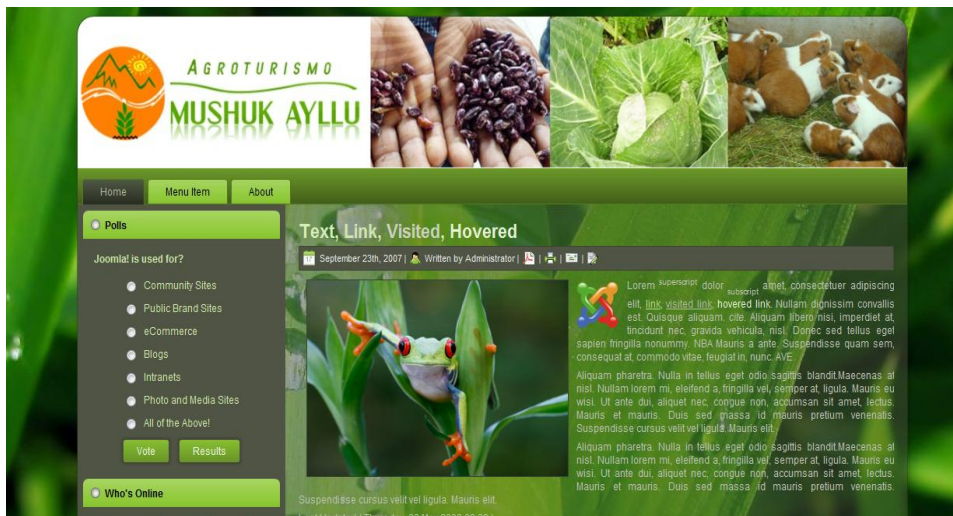 AGROTURISMO
MUSHUK AYLLU
Home Menu Item About
Polls
Joomla! is used for?
Community Sites
Public Brand Sites
eCommerce
Blogs
Intranets
Photo and Media Sites
All of the Above!
Vote Results
Who's Online
Text, Link, Visited, Hovered
September 23th, 2007 | Written by Administrator | | | |
Lorem superscript dolor subscript amet, consectetuer adipiscing
elit, link, visited link, hovered link. Nullam dignissim convallis
est. Quisque aliquam. cite. Aliquam libero nisi, imperdiet at,
tincidunt nec, gravida vehicula, nisl. Donec sed tellus eget
sapien fringilla nonummy. NBA Mauris a ante. Suspendisse quam sem,
consequat at, commodo vitae, feugiat in, nunc. AVE
Aliquam pharetra. Nulla in tellus eget odio sagittis blandit.Maecenas at
nisl. Nullam lorem mi, eleifend a, fringilla vel, semper at, ligula. Mauris eu
wisi. Ut ante dui, aliquet nec, congue non, accumsan sit amet, lectus.
Mauris et mauris. Duis sed massa id mauris pretium venenatis.
Suspendisse cursus velit vel ligula. Mauris elit.
Aliquam pharetra. Nulla in tellus eget odio sagittis blandit.Maecenas at
nisl. Nullam lorem mi, eleifend a, fringilla vel, semper at, ligula. Mauris eu
wisi. Ut ante dui, aliquet nec, congue non, accumsan sit amet, lectus.
Mauris et mauris. Duis sed massa id mauris pretium venenatis.
Suspendisse cursus velit vel ligula. Mauris elit.